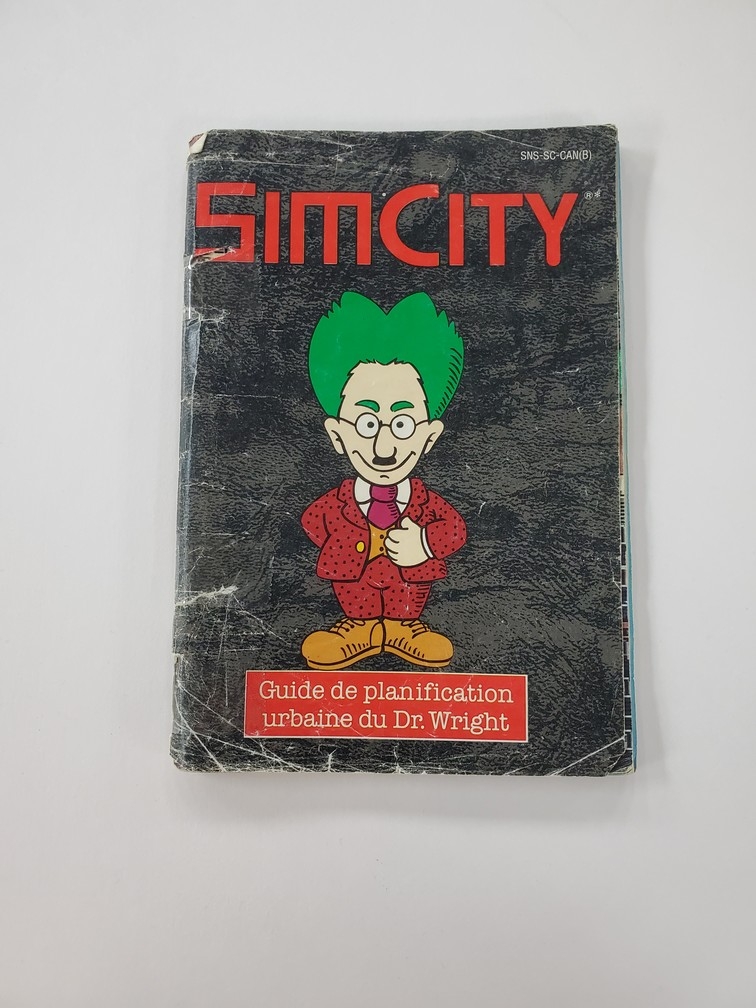 SNS-SC-CAN(B)
SIMCITY ®*
Guide de planification
urbaine du Dr. Wright